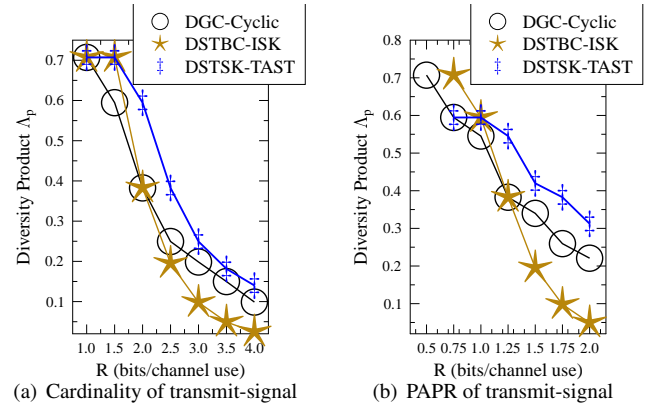 DGC-Cyclic
DSTBC-ISK
DSTSK-TAST
Diversity Product Λp
0.7
0.6
0.5
0.4
0.3
0.2
0.1
1.0 1.5 2.0 2.5 3.0 3.5 4.0
R (bits/channel use)
(a) Cardinality of transmit-signal
DGC-Cyclic
DSTBC-ISK
DSTSK-TAST
Diversity Product Λp
0.8
0.7
0.6
0.5
0.4
0.3
0.2
0.1
0.5 0.75 1.0 1.25 1.5 1.75 2.0
R (bits/channel use)
(b) PAPR of transmit-signal